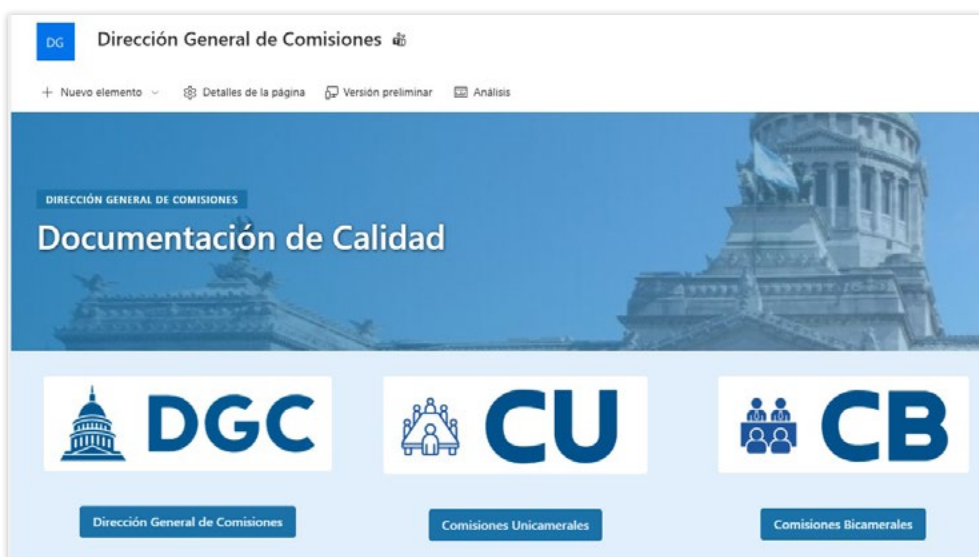 DG
Dirección General de Comisiones
Nuevo elemento
Detalles de la página
Versión preliminar
Análisis
DIRECCIÓN GENERAL DE COMISIONES
Documentación de Calidad
DGC
CU
CB
Dirección General de Comisiones
Comisiones Unicamerales
Comisiones Bicamerales